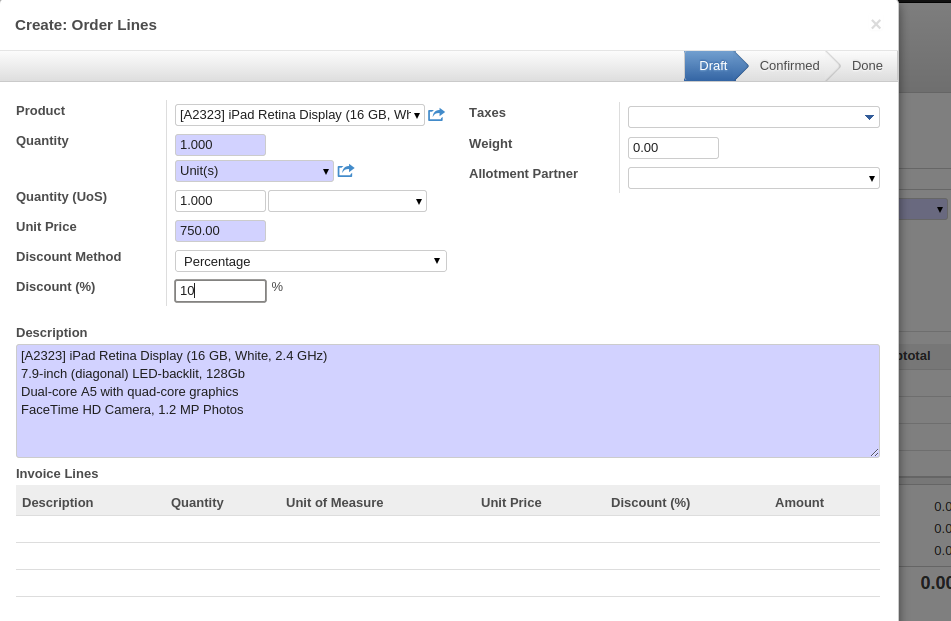 Create: Order Lines ×
Draft Confirmed Done
Product [A2323] iPad Retina Display (16 GB, Wh
Quantity 1.000
Unit(s)
Quantity (UoS) 1.000
Unit Price 750.00
Discount Method Percentage
Discount (%) 10 %
Taxes
Weight 0.00
Allotment Partner
Description
[A2323] iPad Retina Display (16 GB, White, 2.4 GHz)
7.9-inch (diagonal) LED-backlit, 128Gb
Dual-core A5 with quad-core graphics
FaceTime HD Camera, 1.2 MP Photos
Invoice Lines
Description Quantity Unit of Measure Unit Price Discount (%) Amount
btotal
0.0
0.0
0.0
0.00